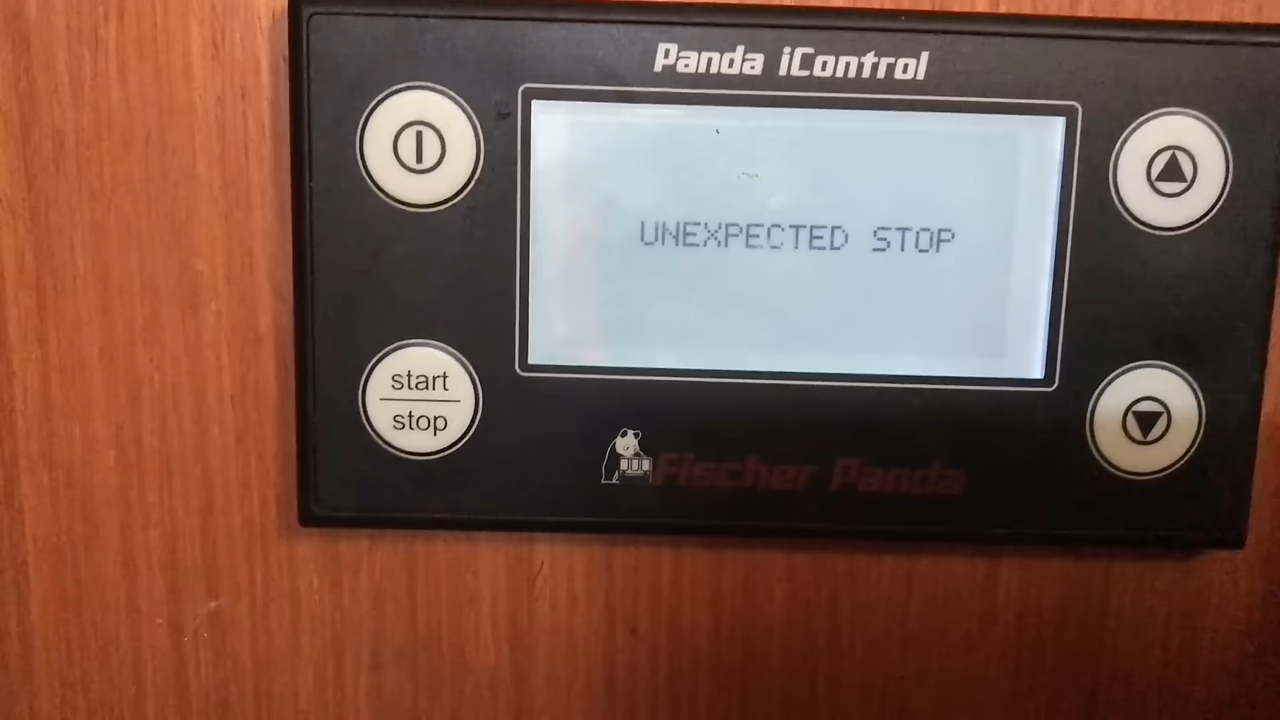 Panda iControl
UNEXPECTED STOP
start
stop
Fischer Panda